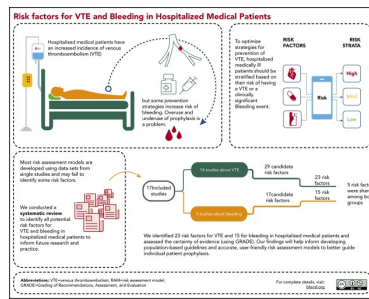 Risk factors for VTE and Bleeding in Hospitalized Medical Patients
Hospitalized medical patients have
an increased incidence of venous
thromboembolism (VTE)
but some prevention
strategies increase risk of
bleeding. Overuse and
underuse of prophylaxis is
a problem.
To optimize
strategies for
prevention of
VTE, hospitalized
medically ill
patients should be
stratified based on
their risk of having
a VTE or a
clinically
significant
Bleeding event.
RISK
FACTORS
RISK
STRATA
Risk
High
Mod
Low
Most risk assessment models are
developed using data sets from
single studies and may fail to
identify some risk factors.
We conducted a
systematic review
to identify all potential
risk factors for
VTE and bleeding in
hospitalized medical
patients to inform future
research and practice.
17Included
studies
14 studies about VTE
3 studies about bleeding
29 candidate
risk factors
17candidate
risk factors
23 risk
factors
15 risk
factors
5 risk fact
were shar
among bo
groups
We identified 23 risk factors for VTE and 15 for bleeding in hospitalized medical patients and
assessed the certainty of evidence (using GRADE). Our findings will help inform developing
population-based guidelines and accurate, user-friendly risk assessment models to better guide
individual patient prophylaxis.
Abbreviations: VTE=venous thromboembolism, RAM=risk assessment model,
GRADE=Grading of Recommendations, Assessment, and Evaluation
For complete details, visit:
blood.org